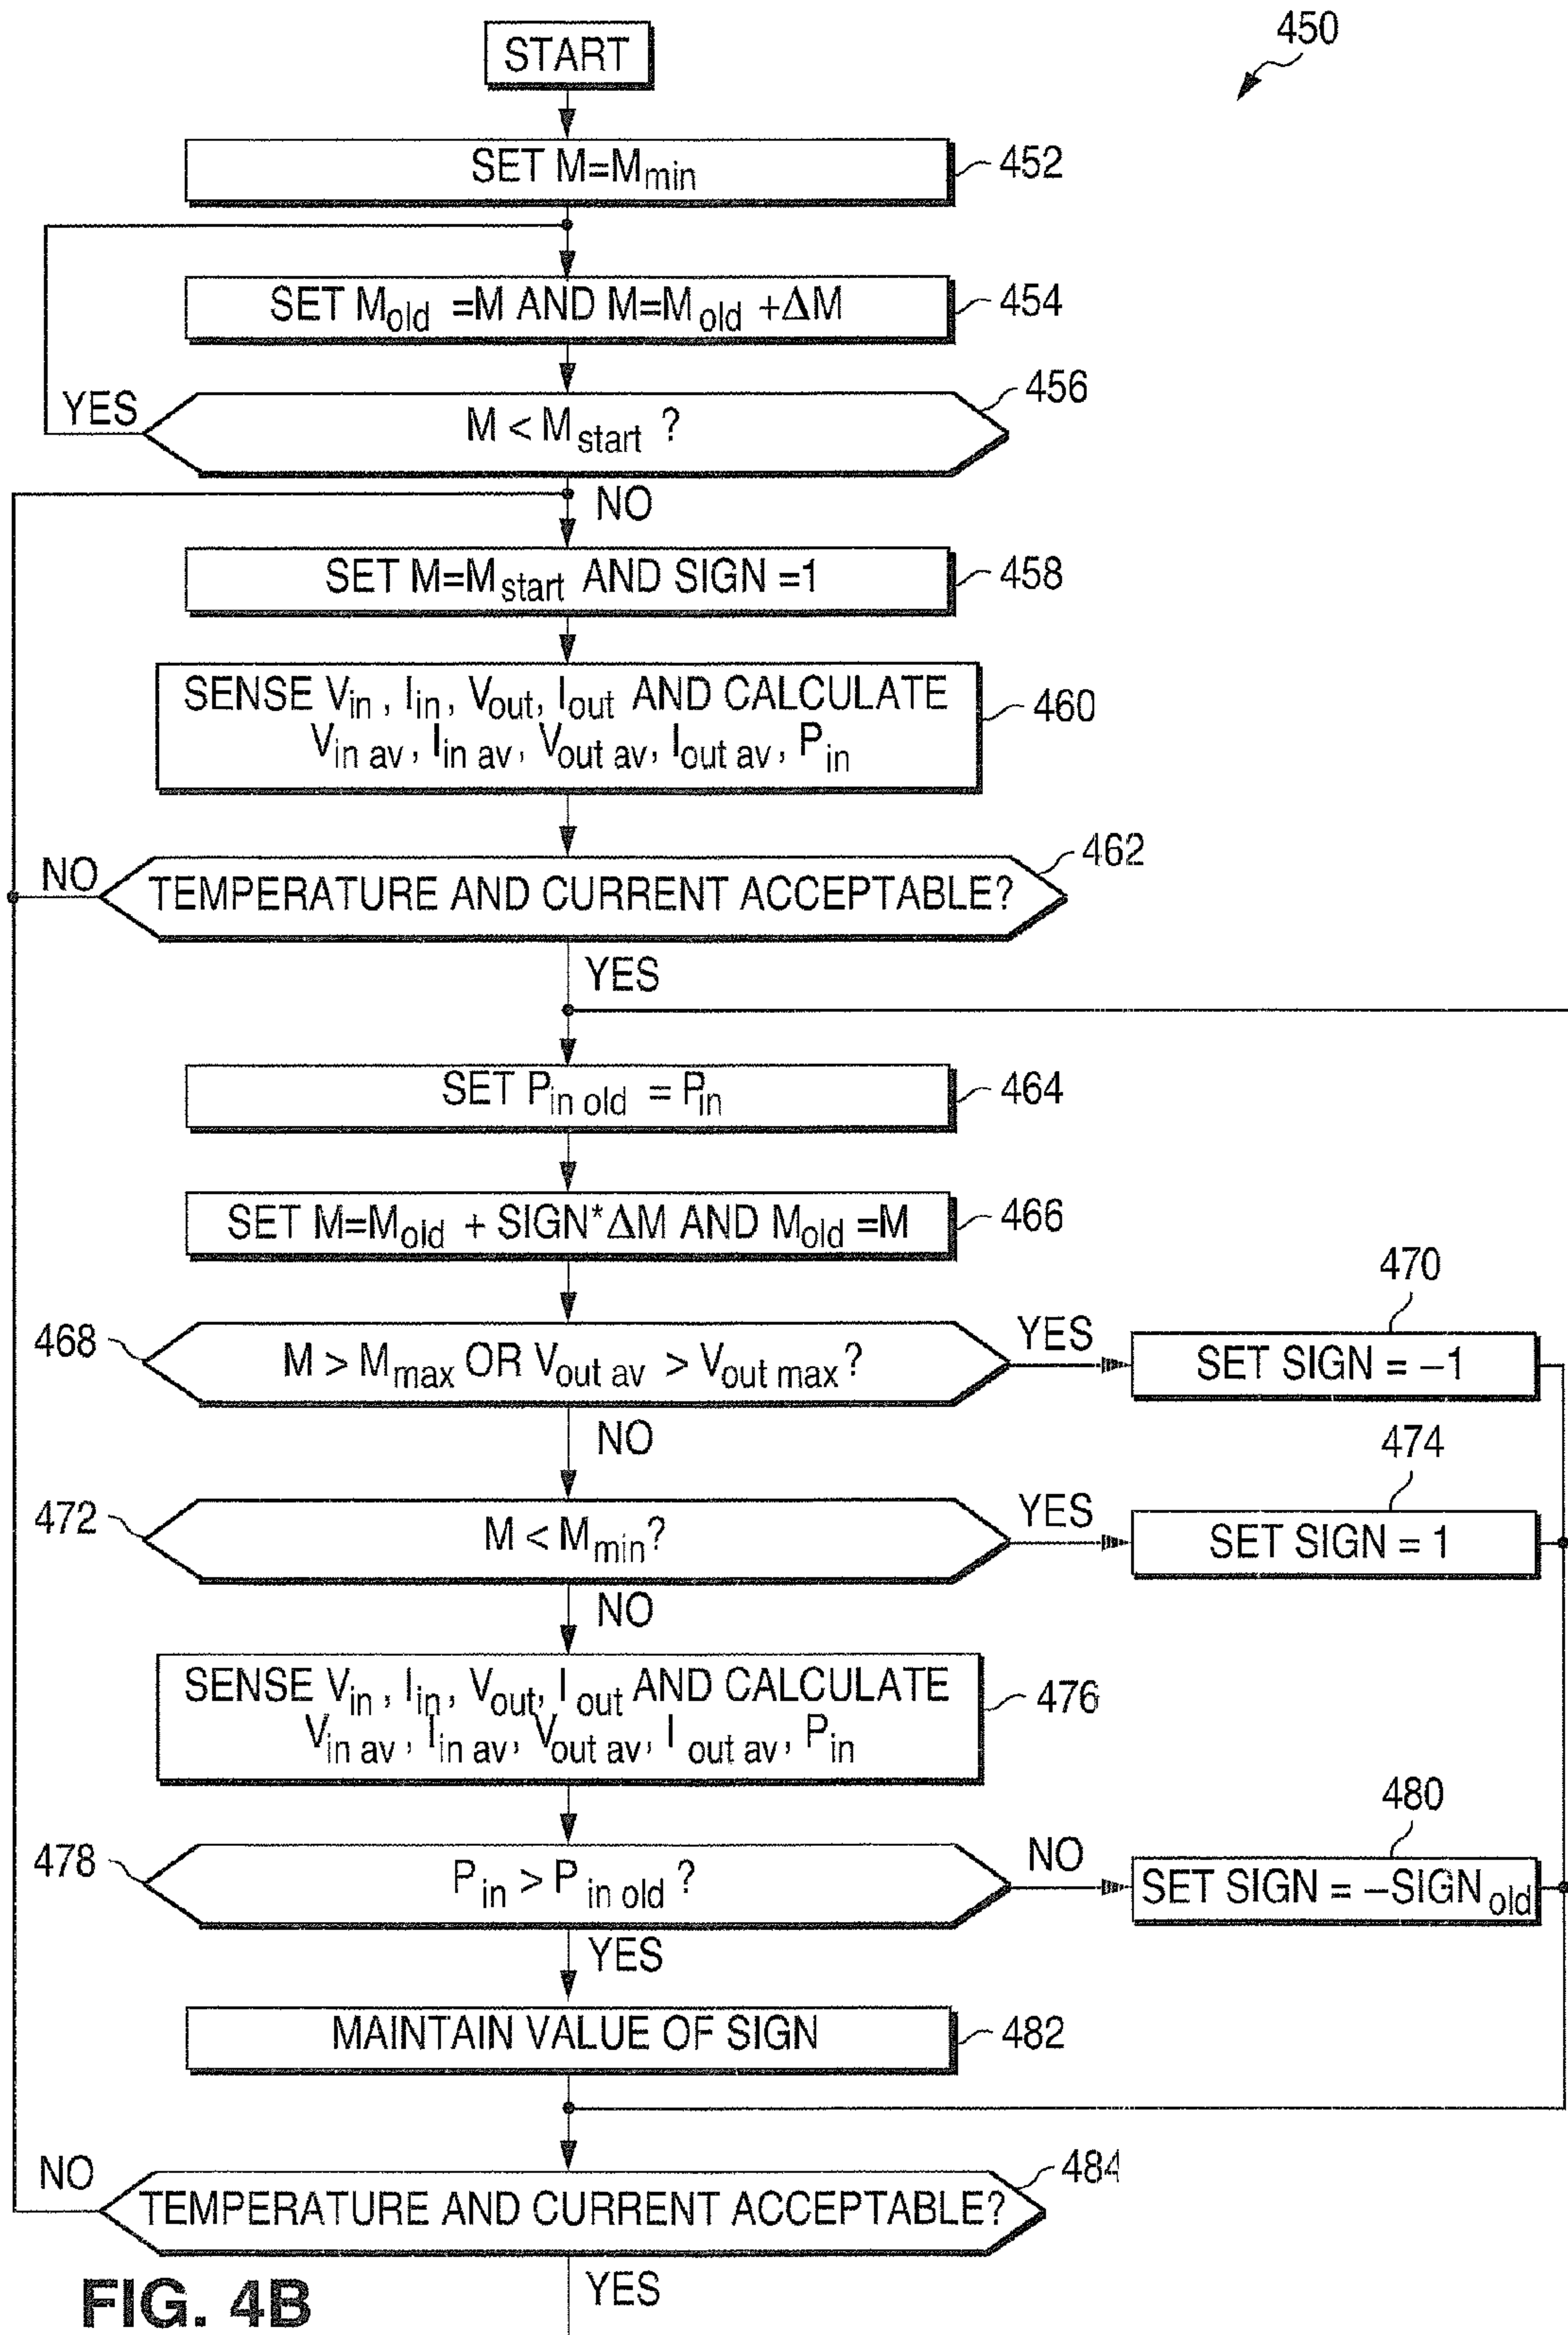 450
START
SET M=Mmin
452
SET Mold =M AND M=Mold +ΔM
454
456
YES
M < Mstart ?
NO
SET M=Mstart AND SIGN =1
458
SENSE Vin , Iin, Vout, Iout AND CALCULATE
Vin av , Iin av, Vout av, Iout av, Pin
460
462
NO
TEMPERATURE AND CURRENT ACCEPTABLE?
YES
SET Pin old = Pin
464
SET M=Mold + SIGN*ΔM AND Mold =M
466
470
468
M > Mmax OR Vout av > Vout max ?
YES
SET SIGN = –1
NO
474
472
M < Mmin?
YES
SET SIGN = 1
NO
SENSE Vin , Iin, Vout, Iout AND CALCULATE
Vin av , Iin av, Vout av, Iout av, Pin
476
480
478
Pin > Pin old ?
NO
SET SIGN = –SIGNold
YES
MAINTAIN VALUE OF SIGN
482
484
NO
TEMPERATURE AND CURRENT ACCEPTABLE?
YES
FIG. 4B